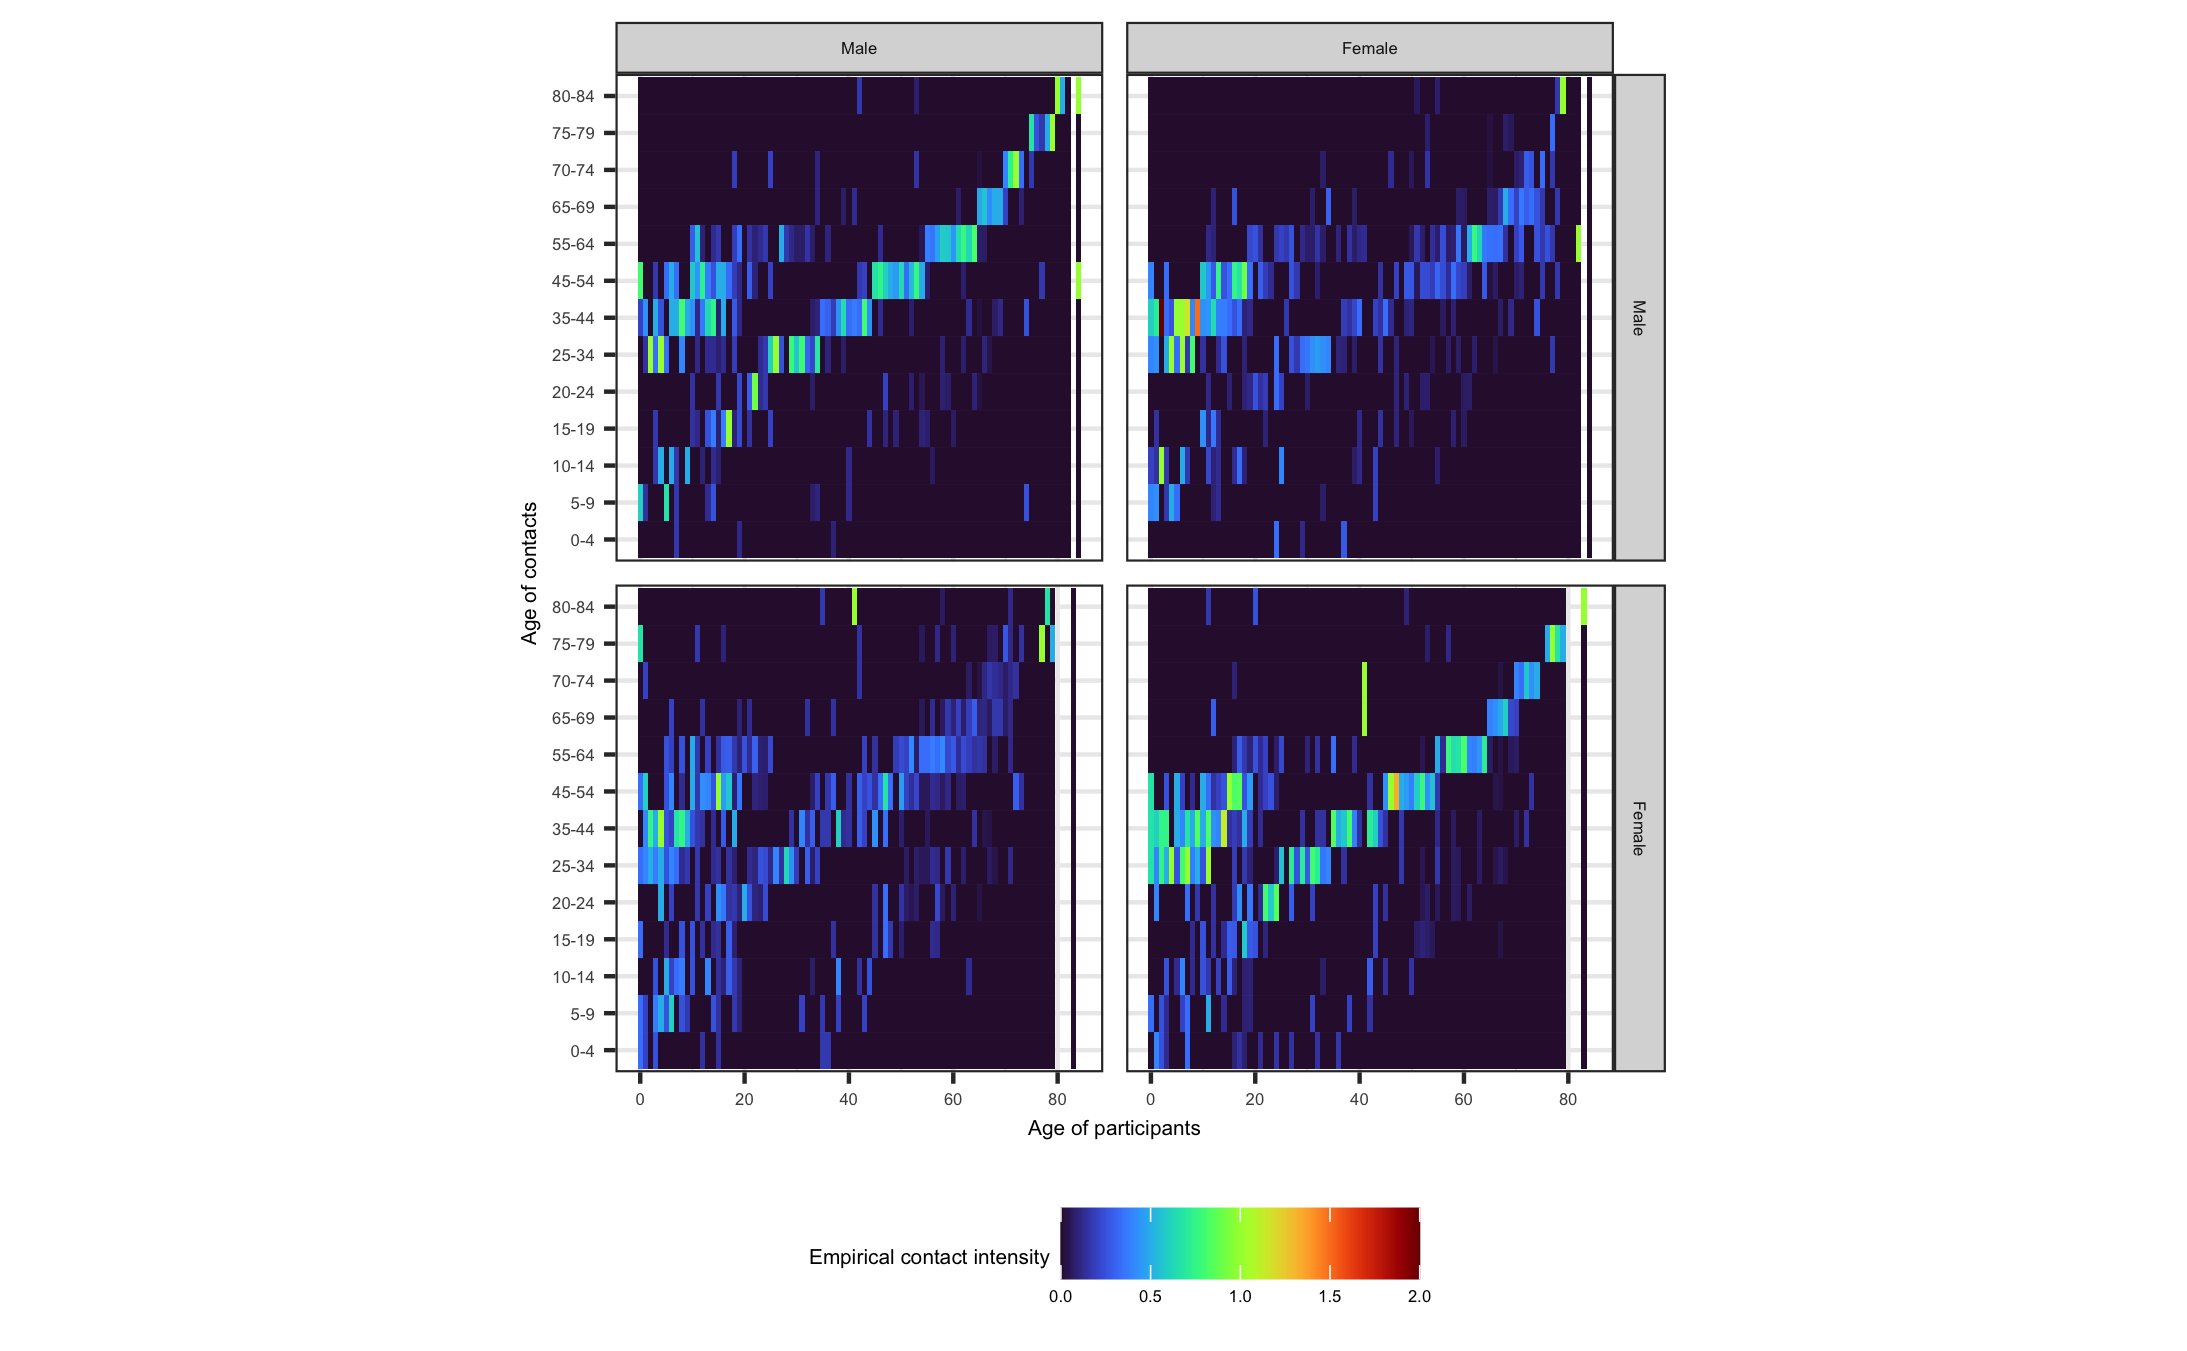 Male
Female
80-84
75-79
70-74
65-69
55-64
45-54
35-44
25-34
20-24
15-19
10-14
5-9
0-4
Male
Age of contacts
80-84
75-79
70-74
65-69
55-64
45-54
35-44
25-34
20-24
15-19
10-14
5-9
0-4
Female
0 20 40 60 80
0 20 40 60 80
Age of participants
Empirical contact intensity
0.0 0.5 1.0 1.5 2.0